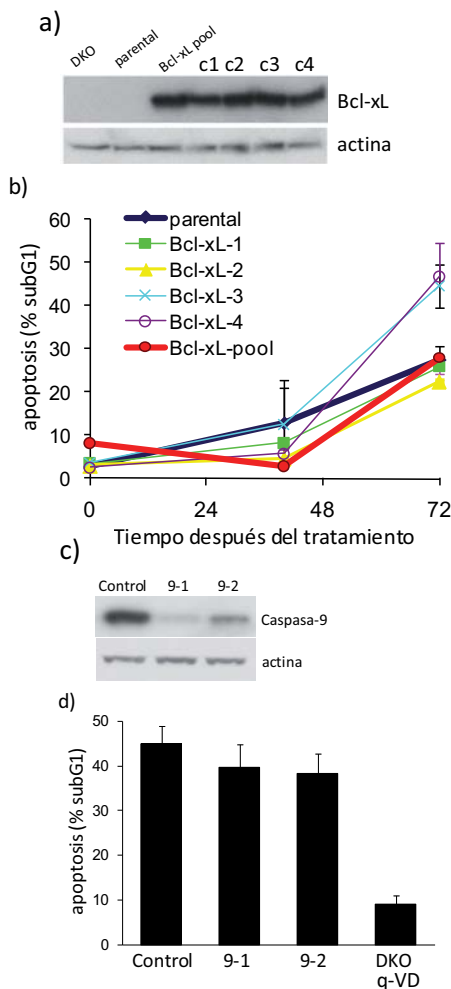 a)
DKO parental Bcl-xL pool c1 c2 c3 c4
Bcl-xL
actina
b)
60
50
40
30
20
10
0
apoptosis (% subG1)
parental
Bcl-xL-1
Bcl-xL-2
Bcl-xL-3
Bcl-xL-4
Bcl-xL-pool
0 24 48 72
Tiempo después del tratamiento
c)
Control 9-1 9-2
Caspasa-9
actina
d)
50
40
30
20
10
0
apoptosis (% subG1)
Control 9-1 9-2 DKO
q-VD